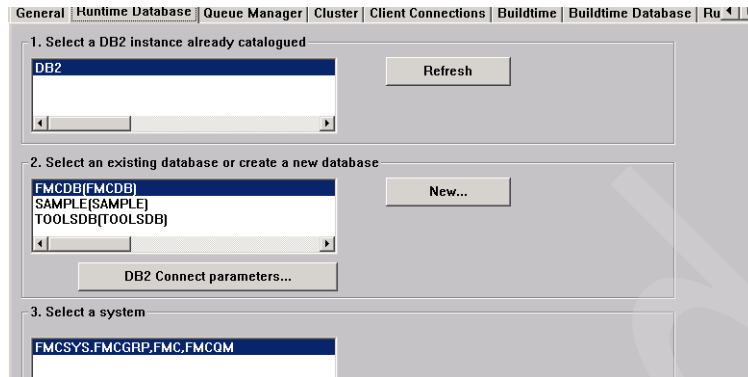 General Runtime Database Queue Manager Cluster Client Connections Buildtime Buildtime Database Ru
1. Select a DB2 instance already catalogued
DB2
Refresh
2. Select an existing database or create a new database
FMCDB(FMCDB)
New...
SAMPLE(SAMPLE)
TOOLSDB(TOOLSDB)
DB2 Connect parameters...
3. Select a system
FMCSYS.FMCGRP,FMC,FMCQM